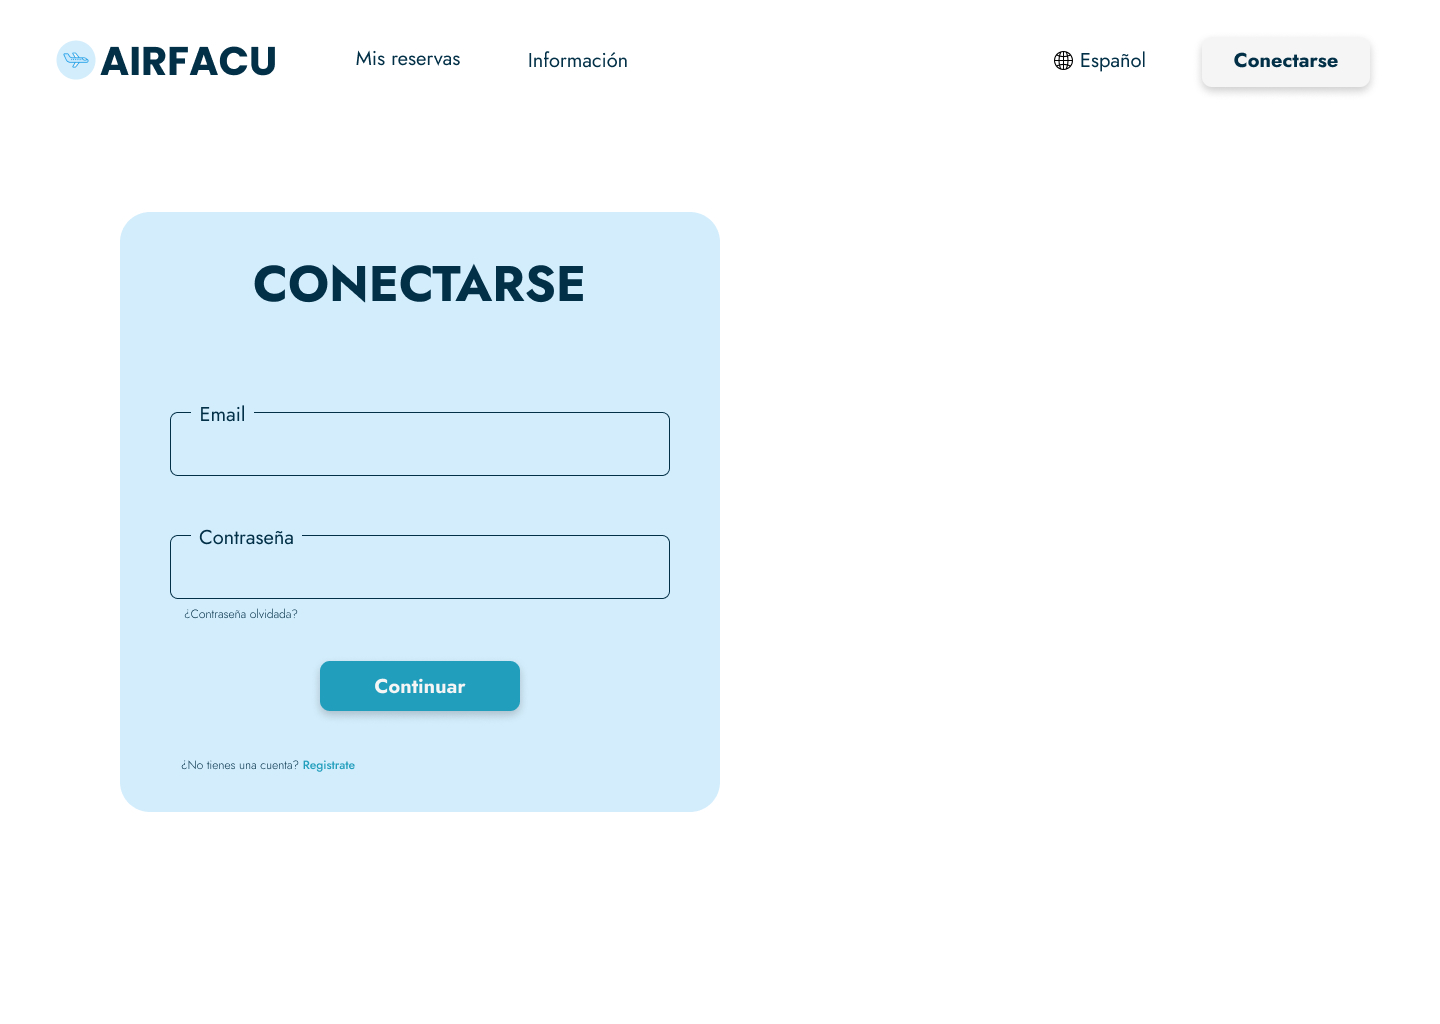 AIRFACU
Mis reservas
Información
Español
Conectarse
CONECTARSE
Email
Contraseña
¿Contraseña olvidada?
Continuar
¿No tienes una cuenta? Registrate